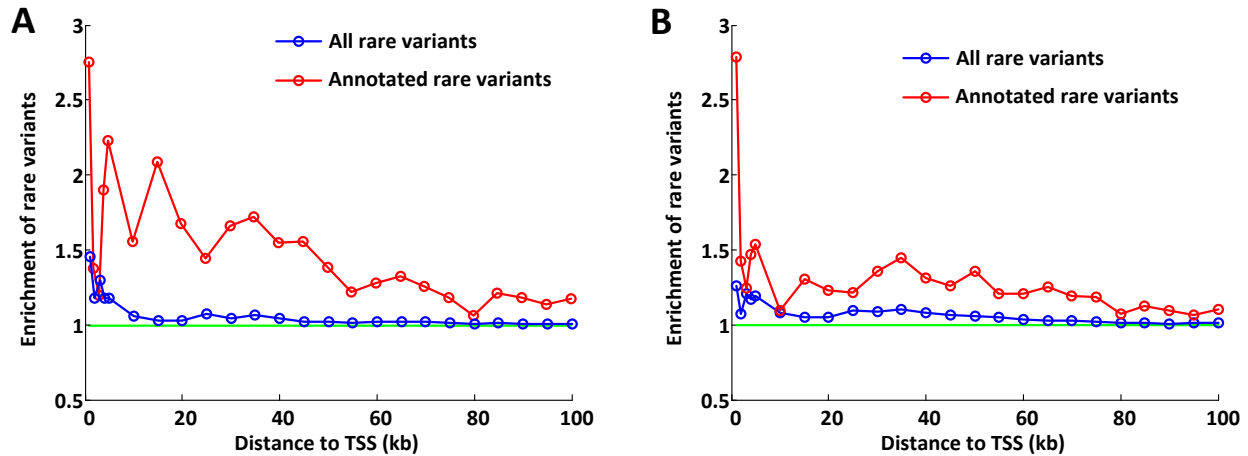 A
Enrichment of rare variants
3
2.5
2
1.5
1
0.5
All rare variants
Annotated rare variants
0 20 40 60 80 100
Distance to TSS (kb)
B
Enrichment of rare variants
3
2.5
2
1.5
1
0.5
All rare variants
Annotated rare variants
0 20 40 60 80 100
Distance to TSS (kb)